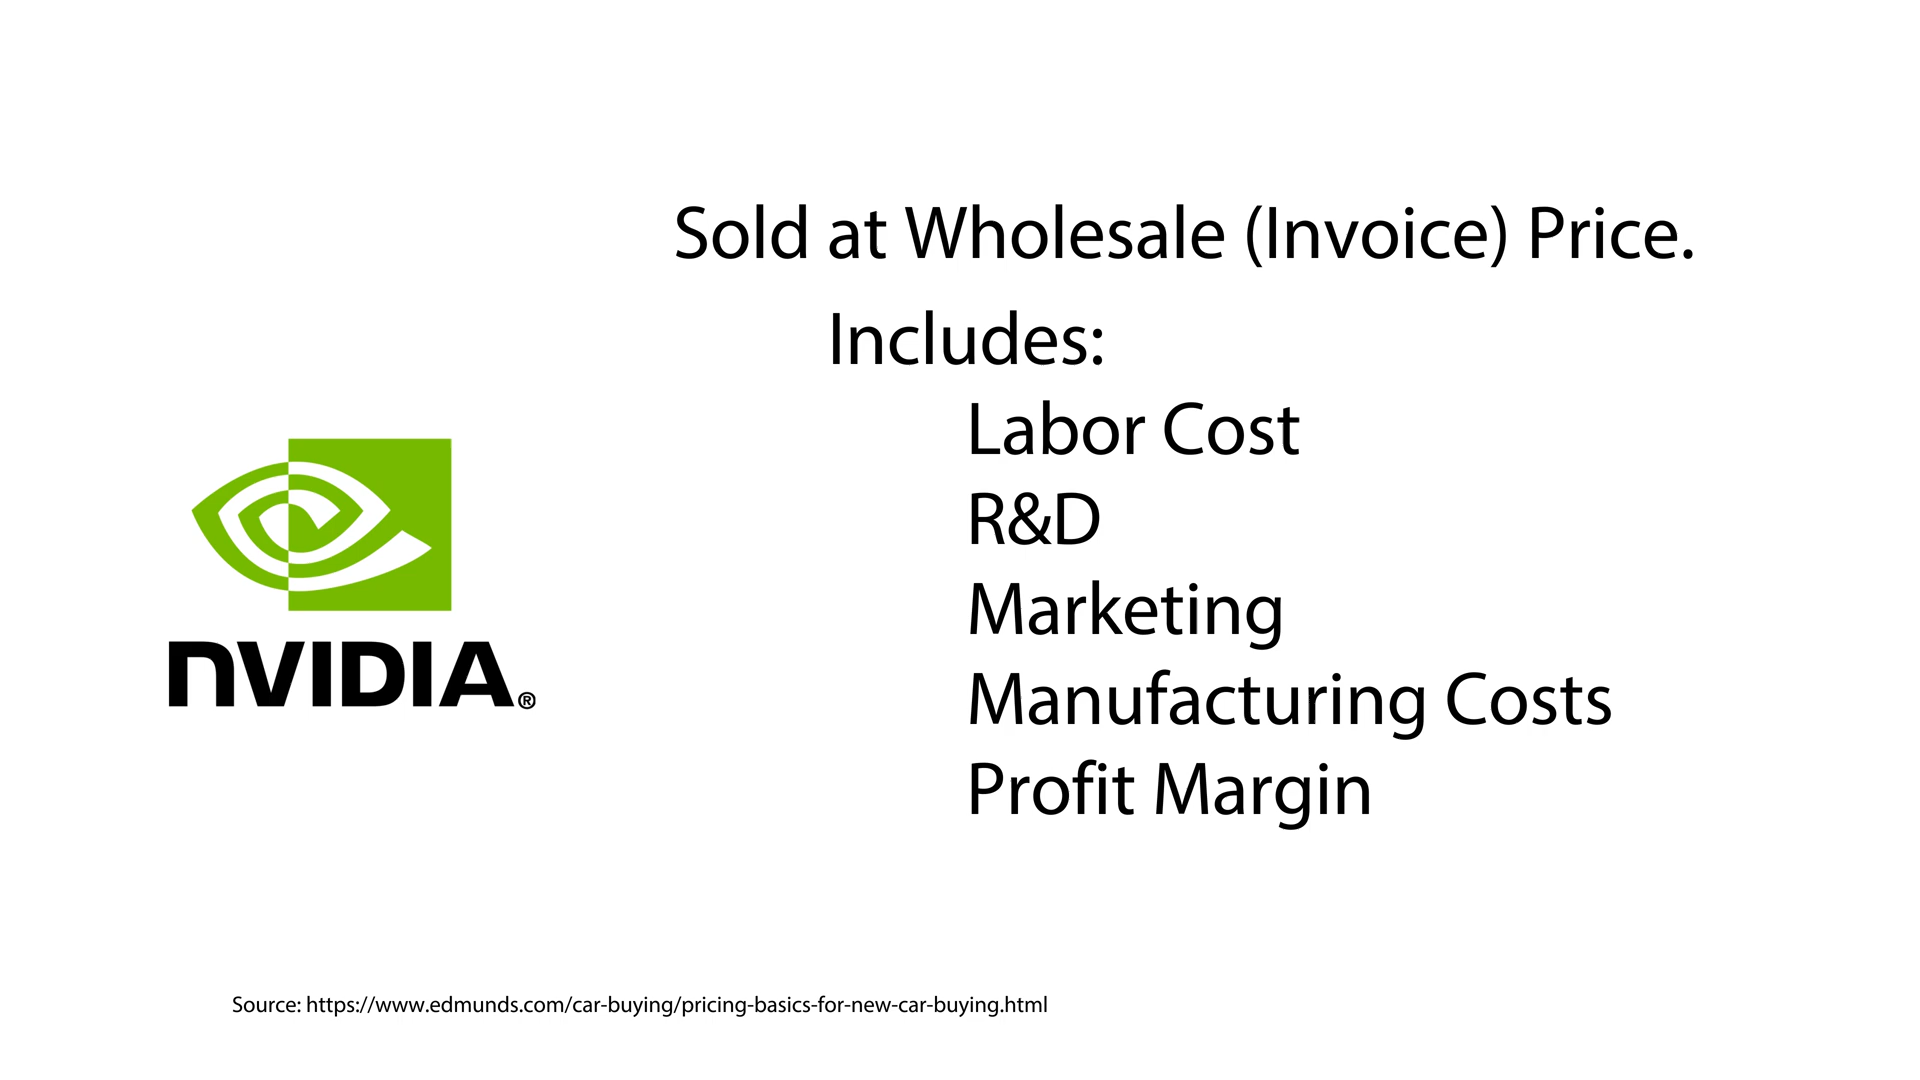 Sold at Wholesale (Invoice) Price.
Includes:
Labor Cost
R&D
Marketing
Manufacturing Costs
Profit Margin
NVIDIA®
Source: https://www.edmunds.com/car-buying/pricing-basics-for-new-car-buying.html